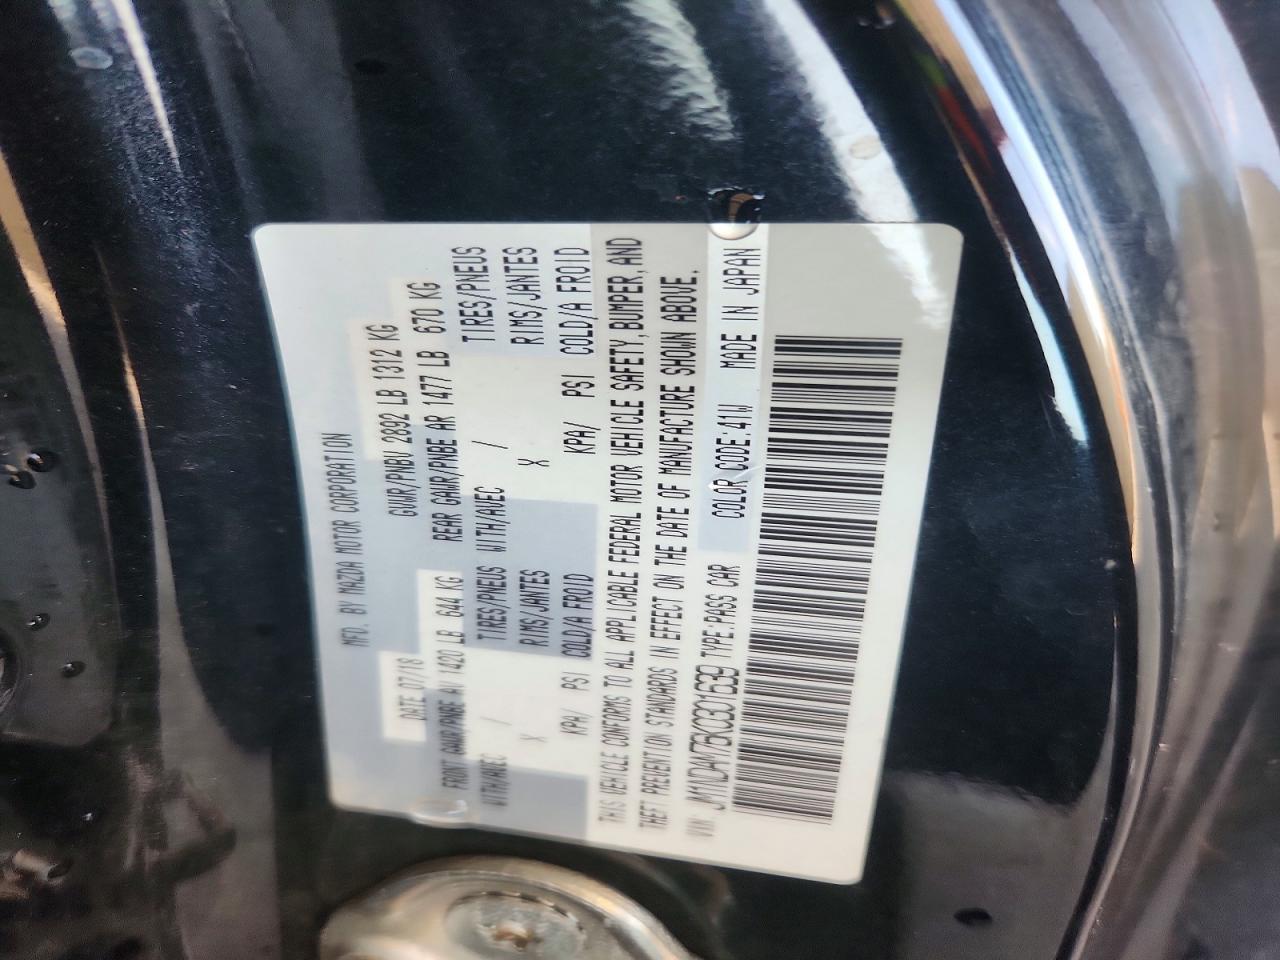 MFD. BY MAZDA MOTOR CORPORATION
DATE 07/18 GVWR/PNBV 2892 LB 1312 KG
FRONT GAWR/PNBE AV 1420 LB 644 KG REAR GAWR/PNBE AR 1477 LB 670 KG
WITH/AVEC / TIRES/PNEUS WITH/AVEC / TIRES/PNEUS
X RIMS/JANTES X RIMS/JANTES
KPA/ PSI COLD/A FROID KPA/ PSI COLD/A FROID
THIS VEHICLE CONFORMS TO ALL APPLICABLE FEDERAL MOTOR VEHICLE SAFETY, BUMPER, AND
THEFT PREVENTION STANDARDS IN EFFECT ON THE DATE OF MANUFACTURE SHOWN ABOVE.
VIN: TYPE PASS CAR COLOR CODE:41W MADE IN JAPAN